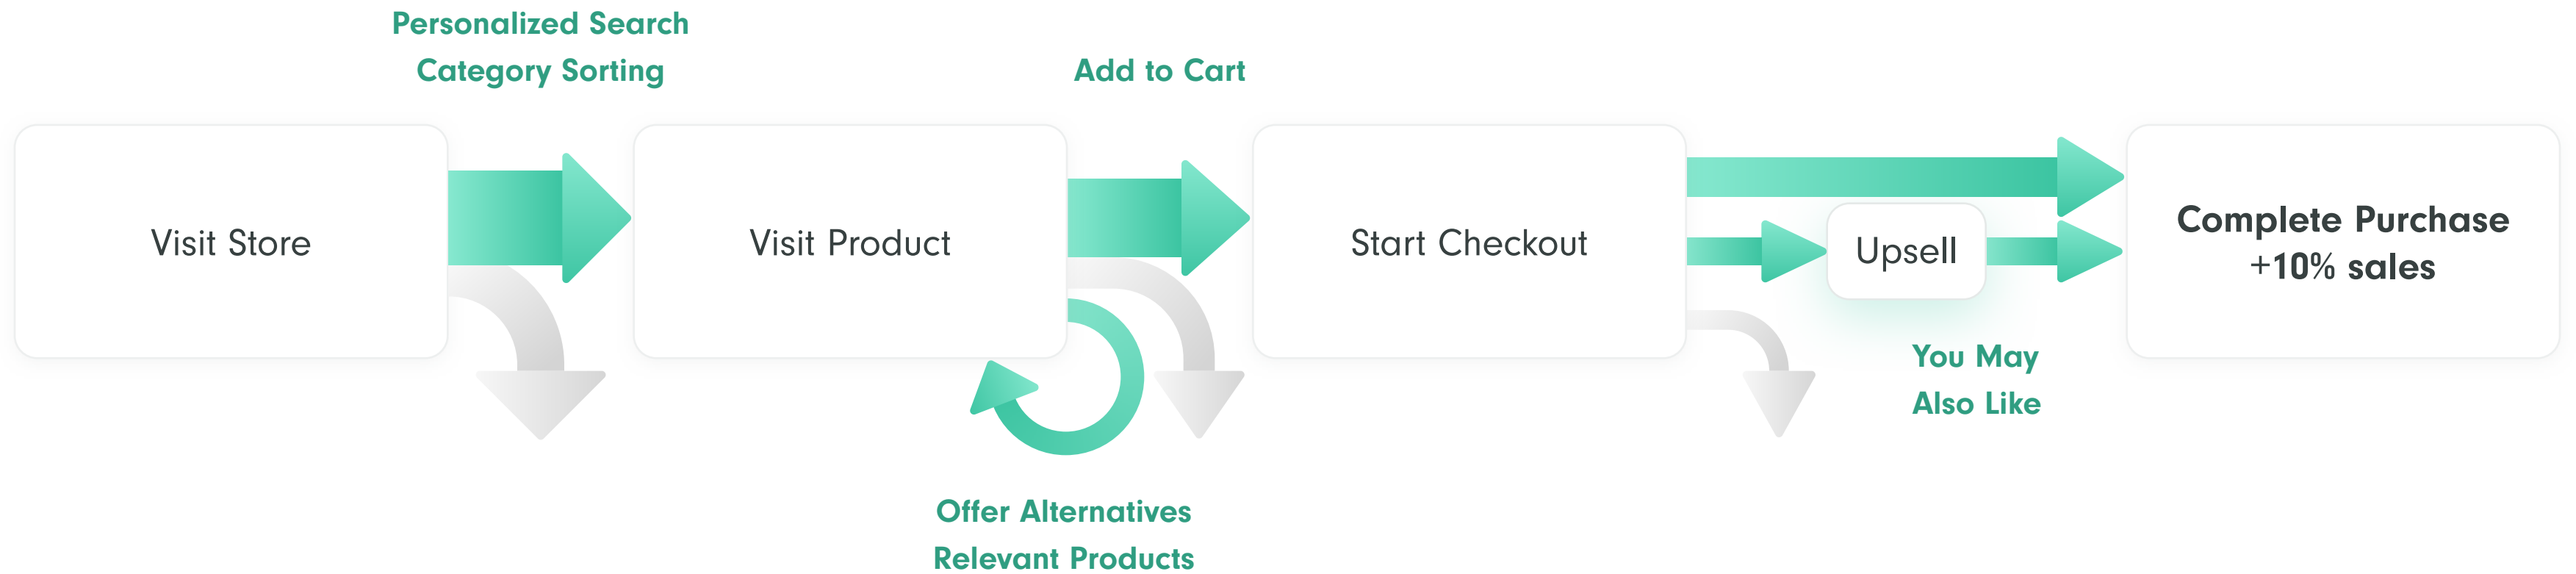 Personalized Search
Category Sorting
Add to Cart
Visit Store
Visit Product
Start Checkout
Upsell
Complete Purchase
+10% sales
You May
Also Like
Offer Alternatives
Relevant Products